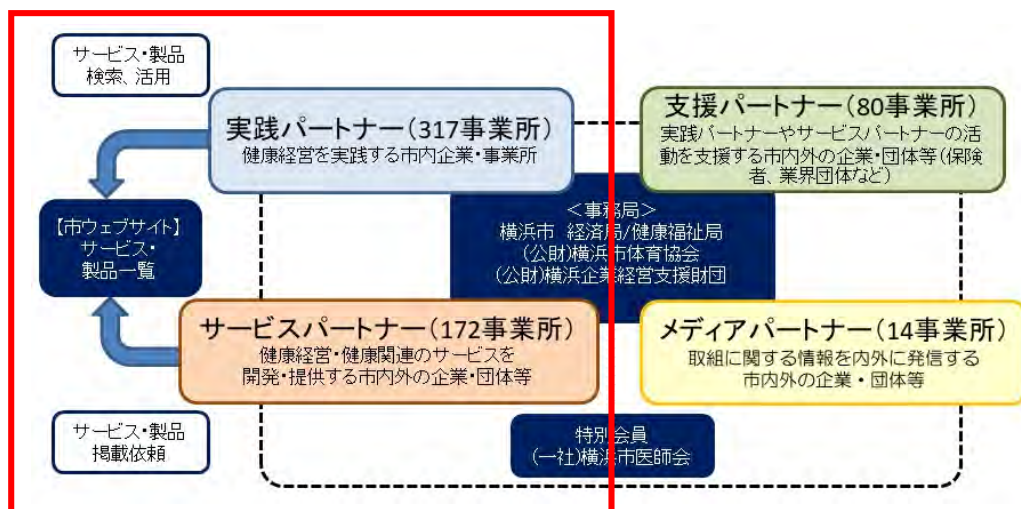 サービス・製品
検索、活用
実践パートナー(317事業所)
健康経営を実践する市内企業・事業所
支援パートナー(80事業所)
実践パートナーやサービスパートナーの活
動を支援する市内外の企業・団体等(保険
者、業界団体など)
【市ウェブサイト】
サービス・
製品一覧
<事務局>
横浜市 経済局/健康福祉局
(公財)横浜市体育協会
(公財)横浜企業経営支援財団
サービスパートナー(172事業所)
健康経営・健康関連のサービスを
開発・提供する市内外の企業・団体等
メディアパートナー(14事業所)
取組に関する情報を内外に発信する
市内外の企業・団体等
サービス・製品
掲載依頼
特別会員
(一社)横浜市医師会